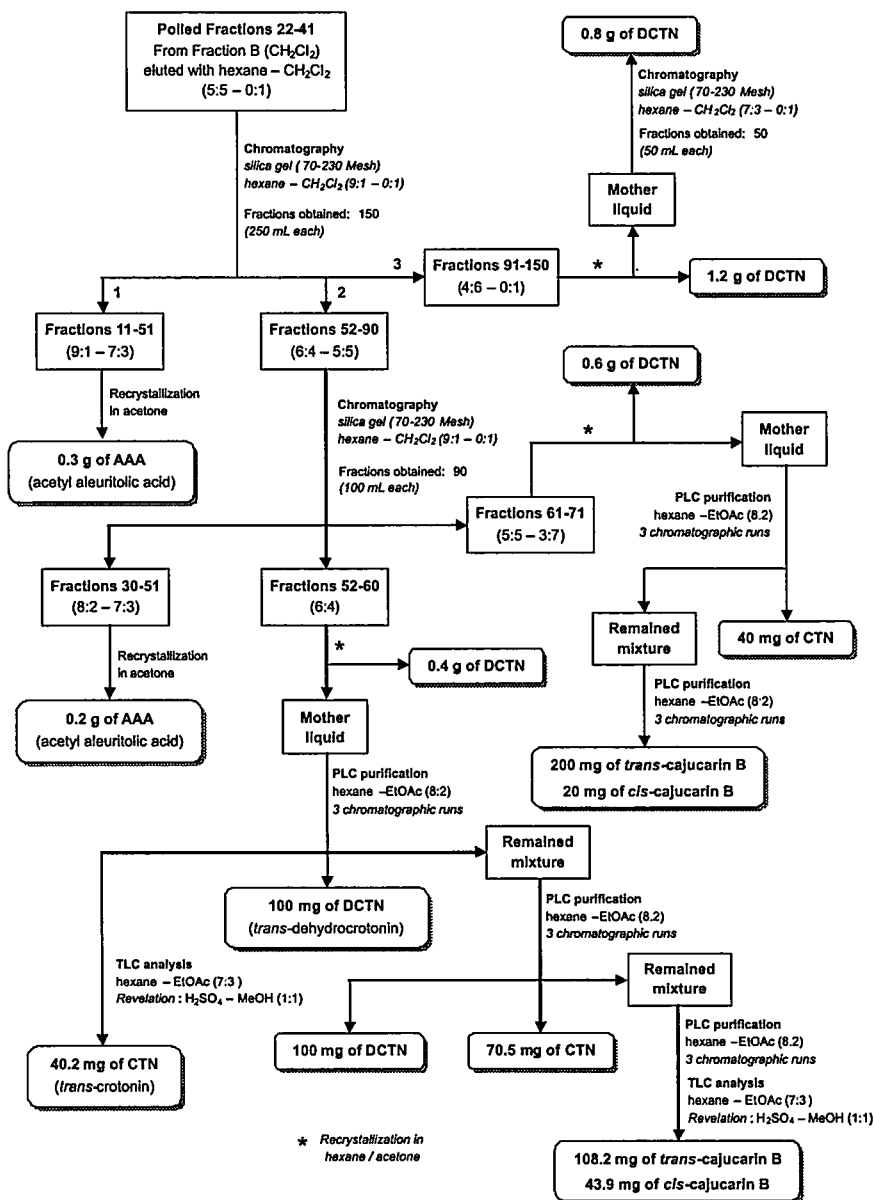 Polled Fractions 22-41
From Fraction B (CH2Cl2)
eluted with hexane – CH2Cl2
(5:5 – 0:1)
0.8 g of DCTN
Chromatography
silica gel (70-230 Mesh)
hexane – CH2Cl2 (7:3 – 0:1)
Fractions obtained: 50
(50 mL each)
Mother
liquid
Chromatography
silica gel ( 70-230 Mesh)
hexane – CH2Cl2 (9:1 – 0:1)
Fractions obtained: 150
(250 mL each)
3
Fractions 91-150
(4:6 – 0:1)
*
1.2 g of DCTN
1
2
Fractions 11-51
(9:1 – 7:3)
Fractions 52-90
(6:4 – 5:5)
Recrystallization
in acetone
0.3 g of AAA
(acetyl aleuritolic acid)
Chromatography
silica gel (70-230 Mesh)
hexane – CH2Cl2 (9:1 – 0:1)
Fractions obtained: 90
(100 mL each)
0.6 g of DCTN
*
Mother
liquid
Fractions 61-71
(5:5 – 3:7)
PLC purification
hexane –EtOAc (8.2)
3 chromatographic runs
Fractions 30-51
(8:2 – 7:3)
Fractions 52-60
(6:4)
Remained
mixture
40 mg of CTN
Recrystallization
in acetone
*
0.4 g of DCTN
PLC purification
hexane –EtOAc (8:2)
3 chromatographic runs
0.2 g of AAA
(acetyl aleuritolic acid)
Mother
liquid
200 mg of trans-cajucarin B
20 mg of cis-cajucarin B
PLC purification
hexane –EtOAc (8:2)
3 chromatographic runs
Remained
mixture
100 mg of DCTN
(trans-dehydrocrotonin)
PLC purification
hexane –EtOAc (8.2)
3 chromatographic runs
TLC analysis
hexane – EtOAc (7:3 )
Revelation : H2SO4 – MeOH (1:1)
Remained
mixture
40.2 mg of CTN
(trans-crotonin)
100 mg of DCTN
70.5 mg of CTN
PLC purification
hexane –EtOAc (8.2)
3 chromatographic runs
TLC analysis
hexane – EtOAc (7:3)
Revelation : H2SO4 – MeOH (1:1)
* Recrystallization in
hexane / acetone
108.2 mg of trans-cajucarin B
43.9 mg of cis-cajucarin B